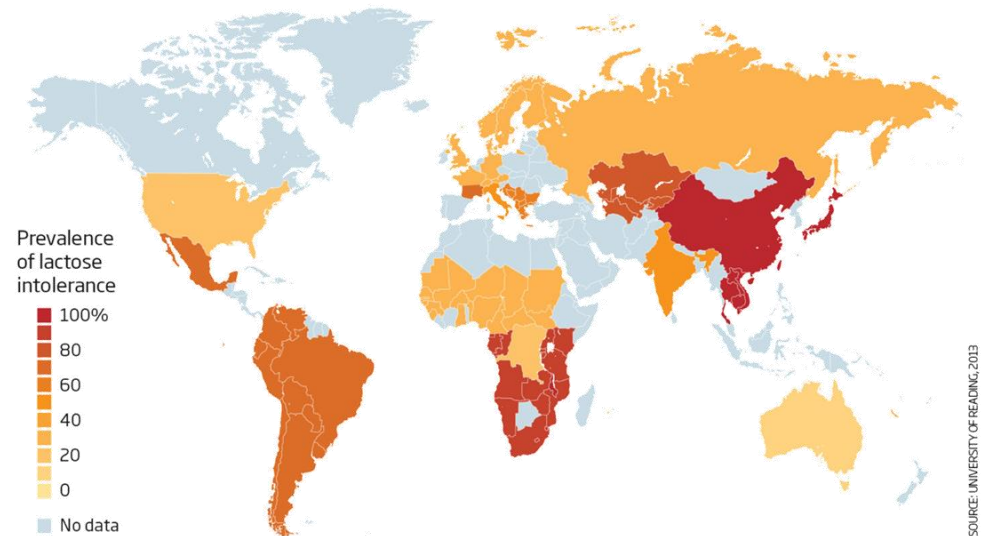 Prevalence
of lactose
intolerance
100%
80
60
40
20
0
No data
SOURCE: UNIVERSITY OF READING, 2013